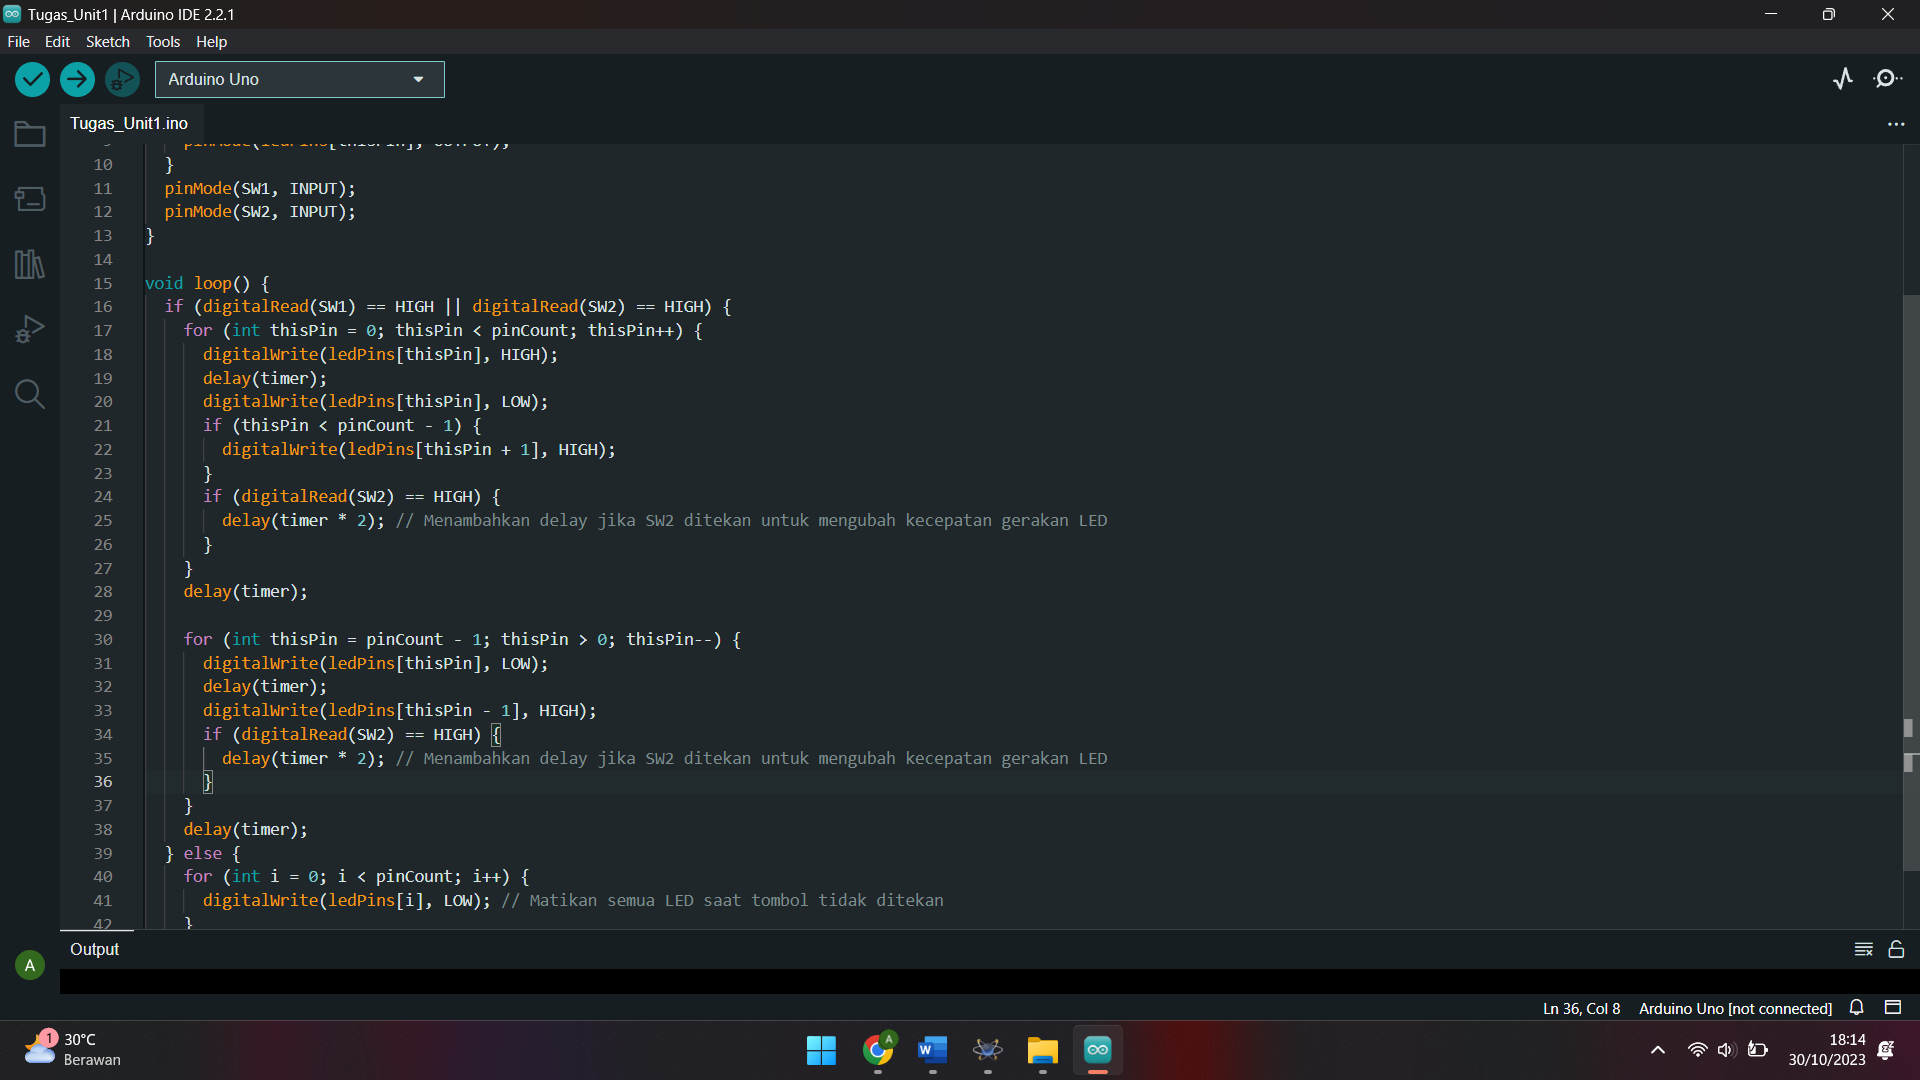 Tugas_Unit1 | Arduino IDE 2.2.1
File Edit Sketch Tools Help
Arduino Uno
Tugas_Unit1.ino
10 }
11 pinMode(SW1, INPUT);
12 pinMode(SW2, INPUT);
13 }
14
15 void loop() {
16 if (digitalRead(SW1) == HIGH || digitalRead(SW2) == HIGH) {
17 for (int thisPin = 0; thisPin < pinCount; thisPin++) {
18 digitalWrite(ledPins[thisPin], HIGH);
19 delay(timer);
20 digitalWrite(ledPins[thisPin], LOW);
21 if (thisPin < pinCount - 1) {
22 digitalWrite(ledPins[thisPin + 1], HIGH);
23 }
24 if (digitalRead(SW2) == HIGH) {
25 delay(timer * 2); // Menambahkan delay jika SW2 ditekan untuk mengubah kecepatan gerakan LED
26 }
27 }
28 delay(timer);
29
30 for (int thisPin = pinCount - 1; thisPin > 0; thisPin--) {
31 digitalWrite(ledPins[thisPin], LOW);
32 delay(timer);
33 digitalWrite(ledPins[thisPin - 1], HIGH);
34 if (digitalRead(SW2) == HIGH) {
35 delay(timer * 2); // Menambahkan delay jika SW2 ditekan untuk mengubah kecepatan gerakan LED
36 }
37 }
38 delay(timer);
39 } else {
40 for (int i = 0; i < pinCount; i++) {
41 digitalWrite(ledPins[i], LOW); // Matikan semua LED saat tombol tidak ditekan
42 }
Output
A
Ln 36, Col 8 Arduino Uno [not connected]
1
30°C
Berawan
A
W
18:14
30/10/2023